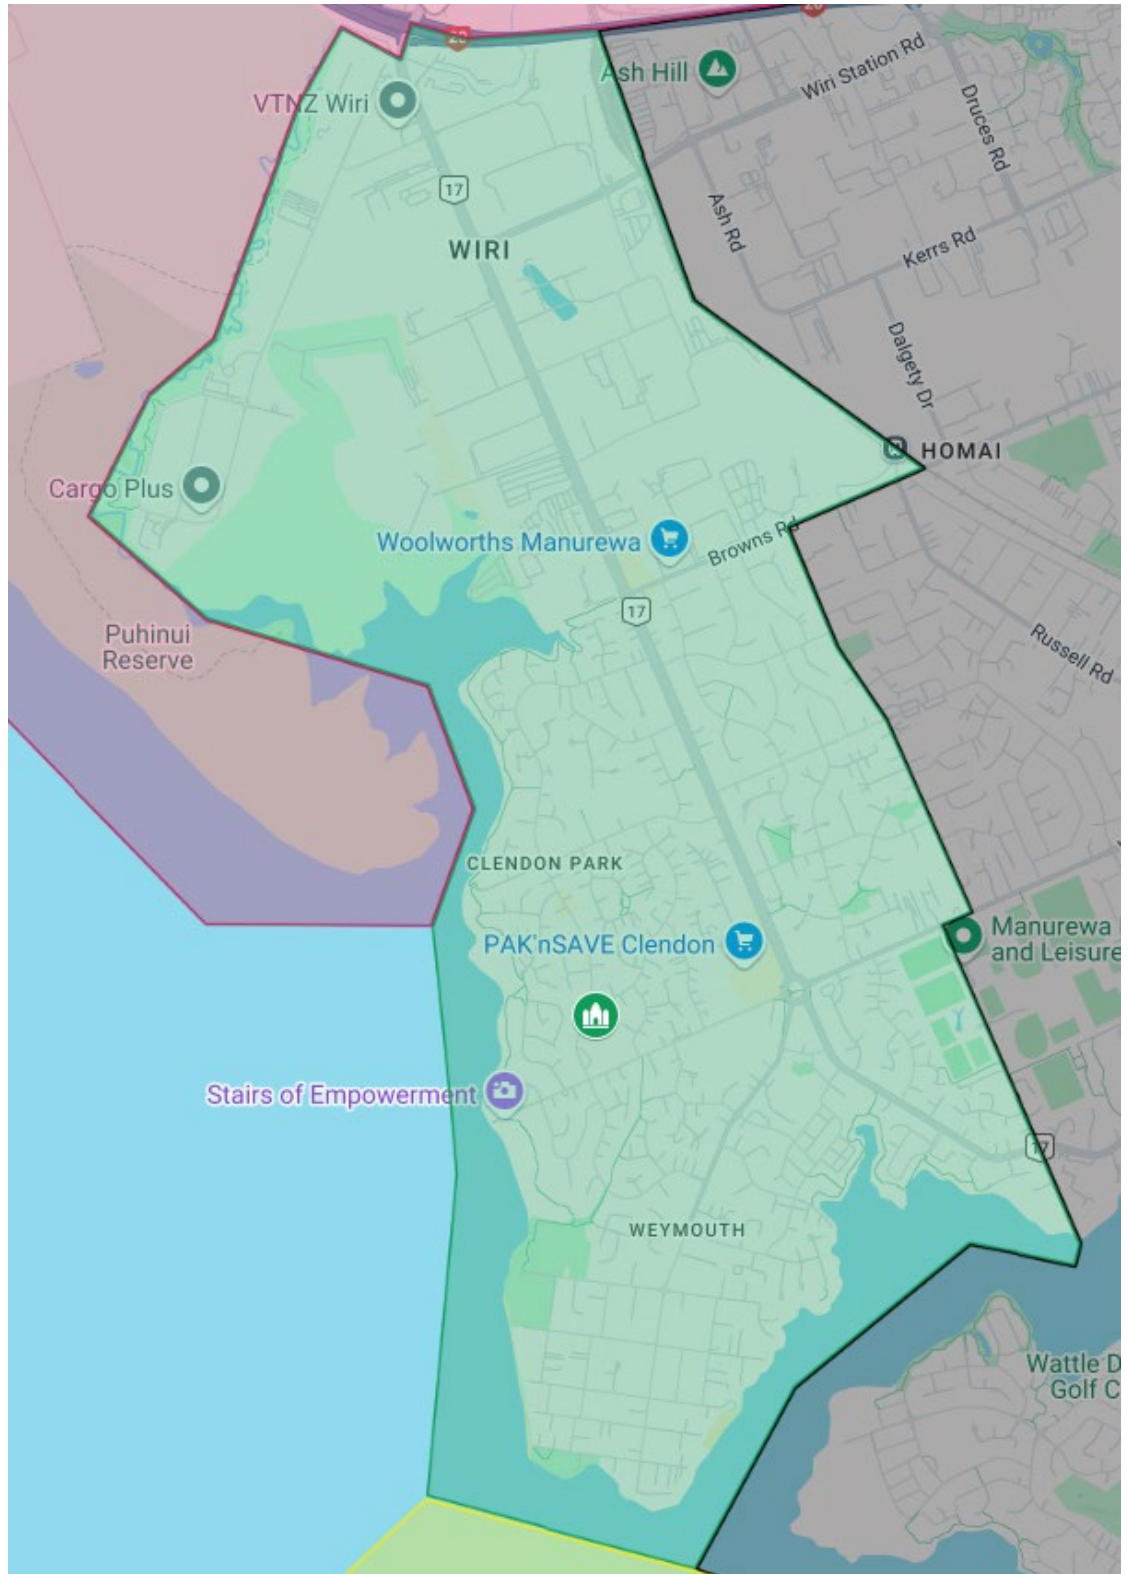 20
20
Ash Hill
Wiri Station Rd
VTNZ Wiri
Druces Rd
17
Ash Rd
WIRI
Kerrs Rd
Dalgety Dr
HOMAI
Cargo Plus
Woolworths Manurewa
Browns Rd
17
Puhinui
Reserve
Russell Rd
CLENDON PARK
PAK'nSAVE Clendon
Manurewa
and Leisure
Stairs of Empowerment
17
WEYMOUTH
Wattle D
Golf C